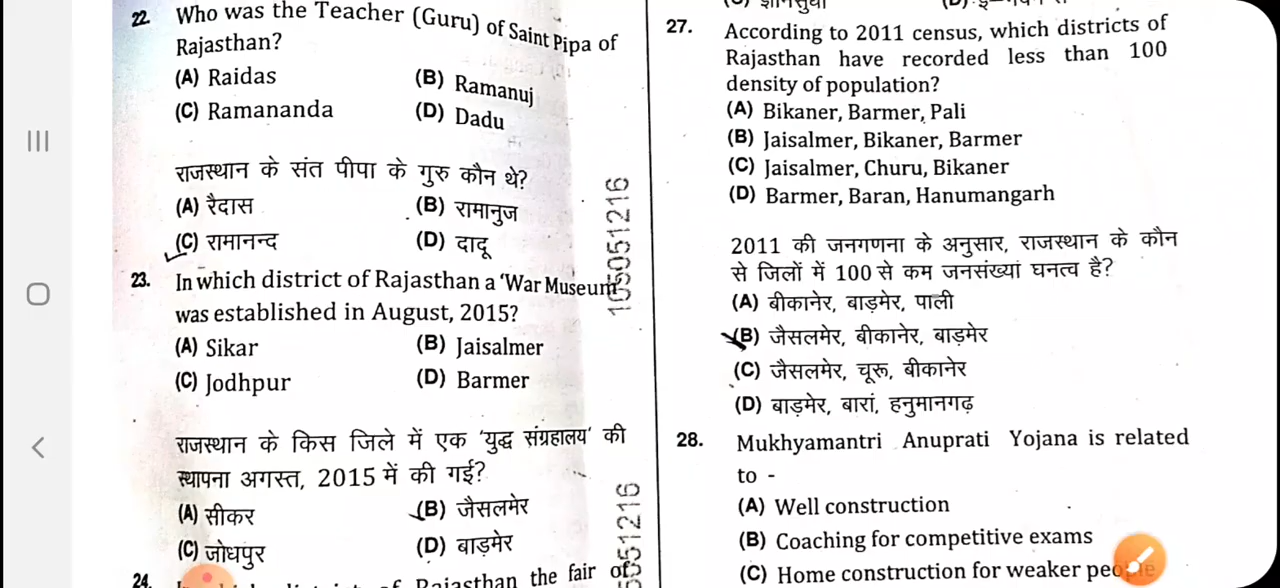 22. Who was the Teacher (Guru) of Saint Pipa of
Rajasthan?
(A) Raidas (B) Ramanuj
(C) Ramananda (D) Dadu
राजस्थान के संत पीपा के गुरु कौन थे?
(A) रैदास (B) रामानुज
(C) रामानन्द (D) दादू
23. In which district of Rajasthan a 'War Museum'
was established in August, 2015?
(A) Sikar (B) Jaisalmer
(C) Jodhpur (D) Barmer
राजस्थान के किस जिले में एक 'युद्ध संग्रहालय' की
स्थापना अगस्त, 2015 में की गई?
(A) सीकर (B) जैसलमेर
(C) जोधपुर (D) बाड़मेर
24. Rajasthan the fair of
165051216
27. According to 2011 census, which districts of
Rajasthan have recorded less than 100
density of population?
(A) Bikaner, Barmer, Pali
(B) Jaisalmer, Bikaner, Barmer
(C) Jaisalmer, Churu, Bikaner
(D) Barmer, Baran, Hanumangarh
2011 की जनगणना के अनुसार, राजस्थान के कौन
से जिलों में 100 से कम जनसंख्यां घनत्व है?
(A) बीकानेर, बाड़मेर, पाली
(B) जैसलमेर, बीकानेर, बाड़मेर
(C) जैसलमेर, चूरू, बीकानेर
(D) बाड़मेर, बारां, हनुमानगढ़
28. Mukhyamantri Anuprati Yojana is related
to -
(A) Well construction
(B) Coaching for competitive exams
(C) Home construction for weaker people